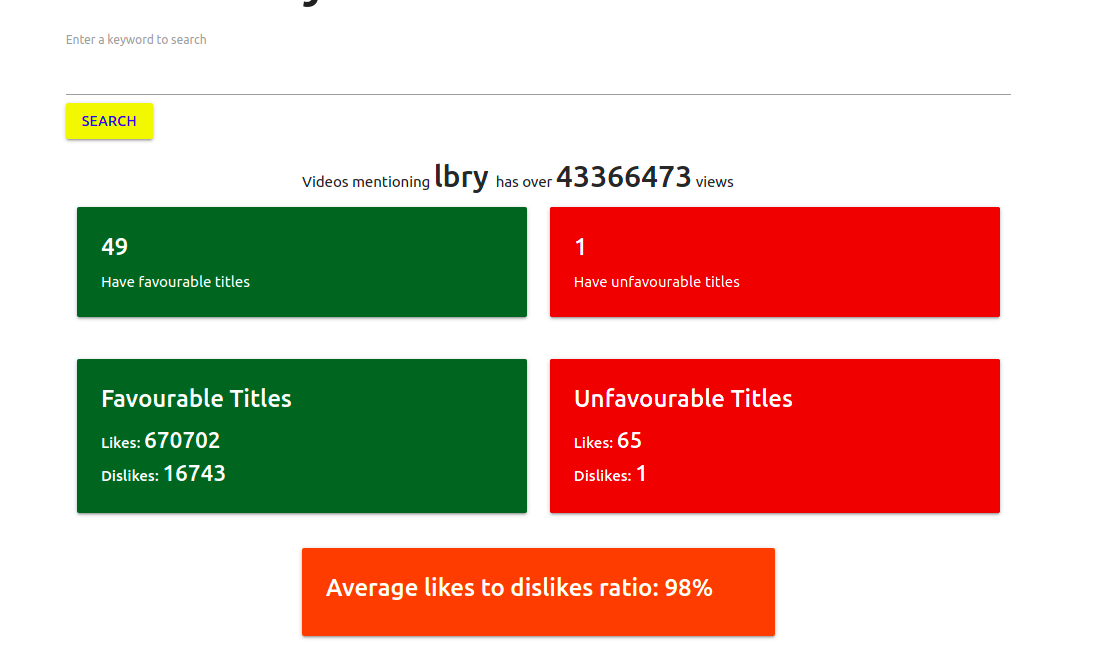 Enter a keyword to search
SEARCH
Videos mentioning lbry has over 43366473 views
49
Have favourable titles
1
Have unfavourable titles
Favourable Titles
Likes: 670702
Dislikes: 16743
Unfavourable Titles
Likes: 65
Dislikes: 1
Average likes to dislikes ratio: 98%